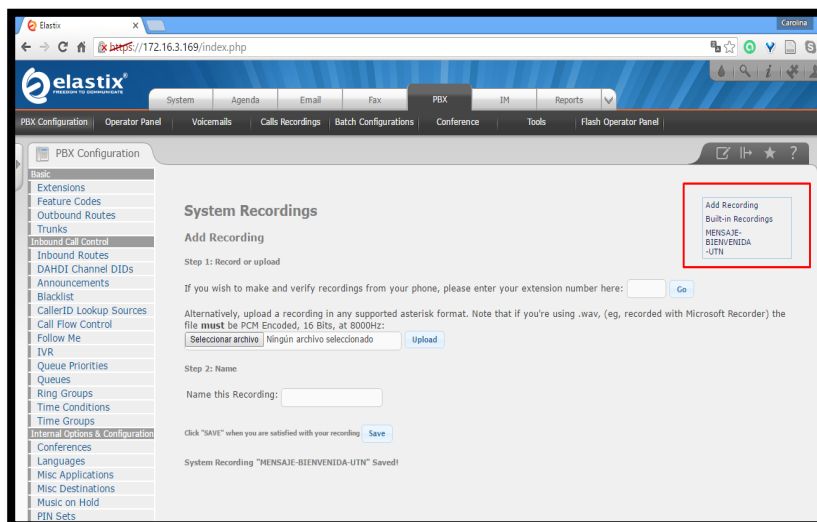 Elastix
Carolina
https://172.16.3.169/index.php
elastix®
FREEDOM TO COMMUNICATE
System
Agenda
Email
Fax
PBX
IM
Reports
PBX Configuration
Operator Panel
Voicemails
Calls Recordings
Batch Configurations
Conference
Tools
Flash Operator Panel
PBX Configuration
Basic
Extensions
Feature Codes
Outbound Routes
Trunks
Inbound Call Control
Inbound Routes
DAHDI Channel DIDs
Announcements
Blacklist
CallerID Lookup Sources
Call Flow Control
Follow Me
IVR
Queue Priorities
Queues
Ring Groups
Time Conditions
Time Groups
Internal Options & Configuration
Conferences
Languages
Misc Applications
Misc Destinations
Music on Hold
PIN Sets
System Recordings
Add Recording
Step 1: Record or upload
If you wish to make and verify recordings from your phone, please enter your extension number here:
Go
Alternatively, upload a recording in any supported asterisk format. Note that if you're using .wav, (eg, recorded with Microsoft Recorder) the
file must be PCM Encoded, 16 Bits, at 8000Hz:
Seleccionar archivo Ningún archivo seleccionado
Upload
Step 2: Name
Name this Recording:
Click "SAVE" when you are satisfied with your recording
Save
System Recording "MENSAJE-BIENVENIDA-UTN" Saved!
Add Recording
Built-in Recordings
MENSAJE-
BIENVENIDA
-UTN